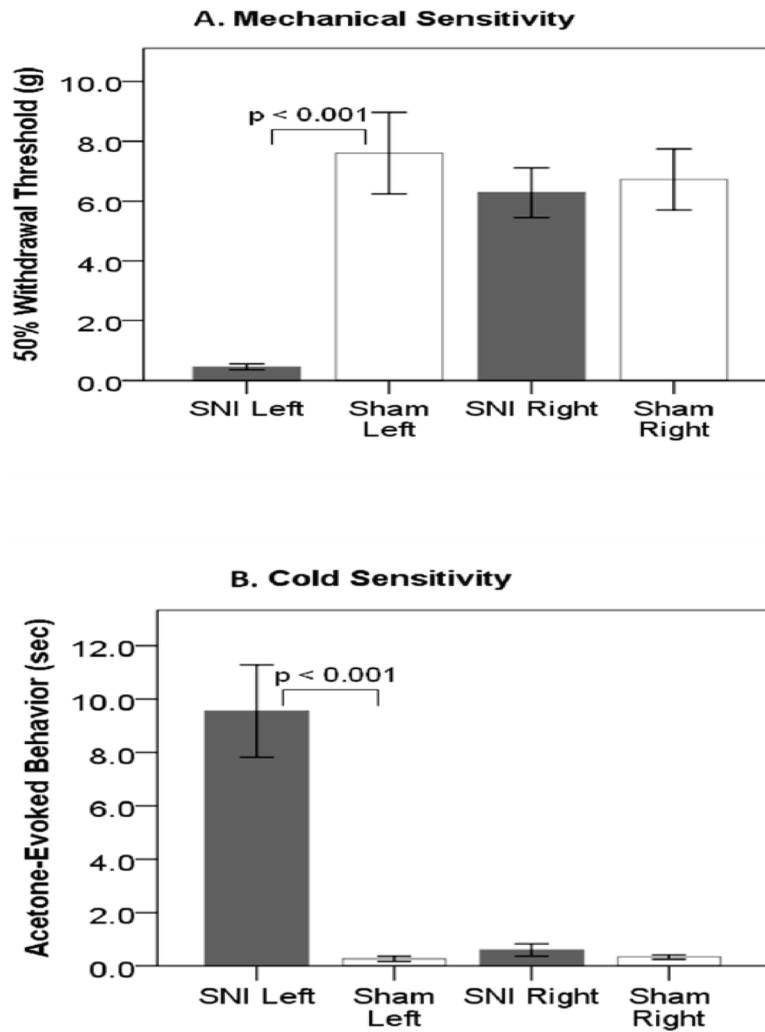 A. Mechanical Sensitivity
50% Withdrawal Threshold (g)
10.0
8.0
6.0
4.0
2.0
0.0
p < 0.001
SNI Left
Sham
Left
SNI Right
Sham
Right
B. Cold Sensitivity
Acetone-Evoked Behavior (sec)
12.0
10.0
8.0
6.0
4.0
2.0
0.0
p < 0.001
SNI Left
Sham
Left
SNI Right
Sham
Right